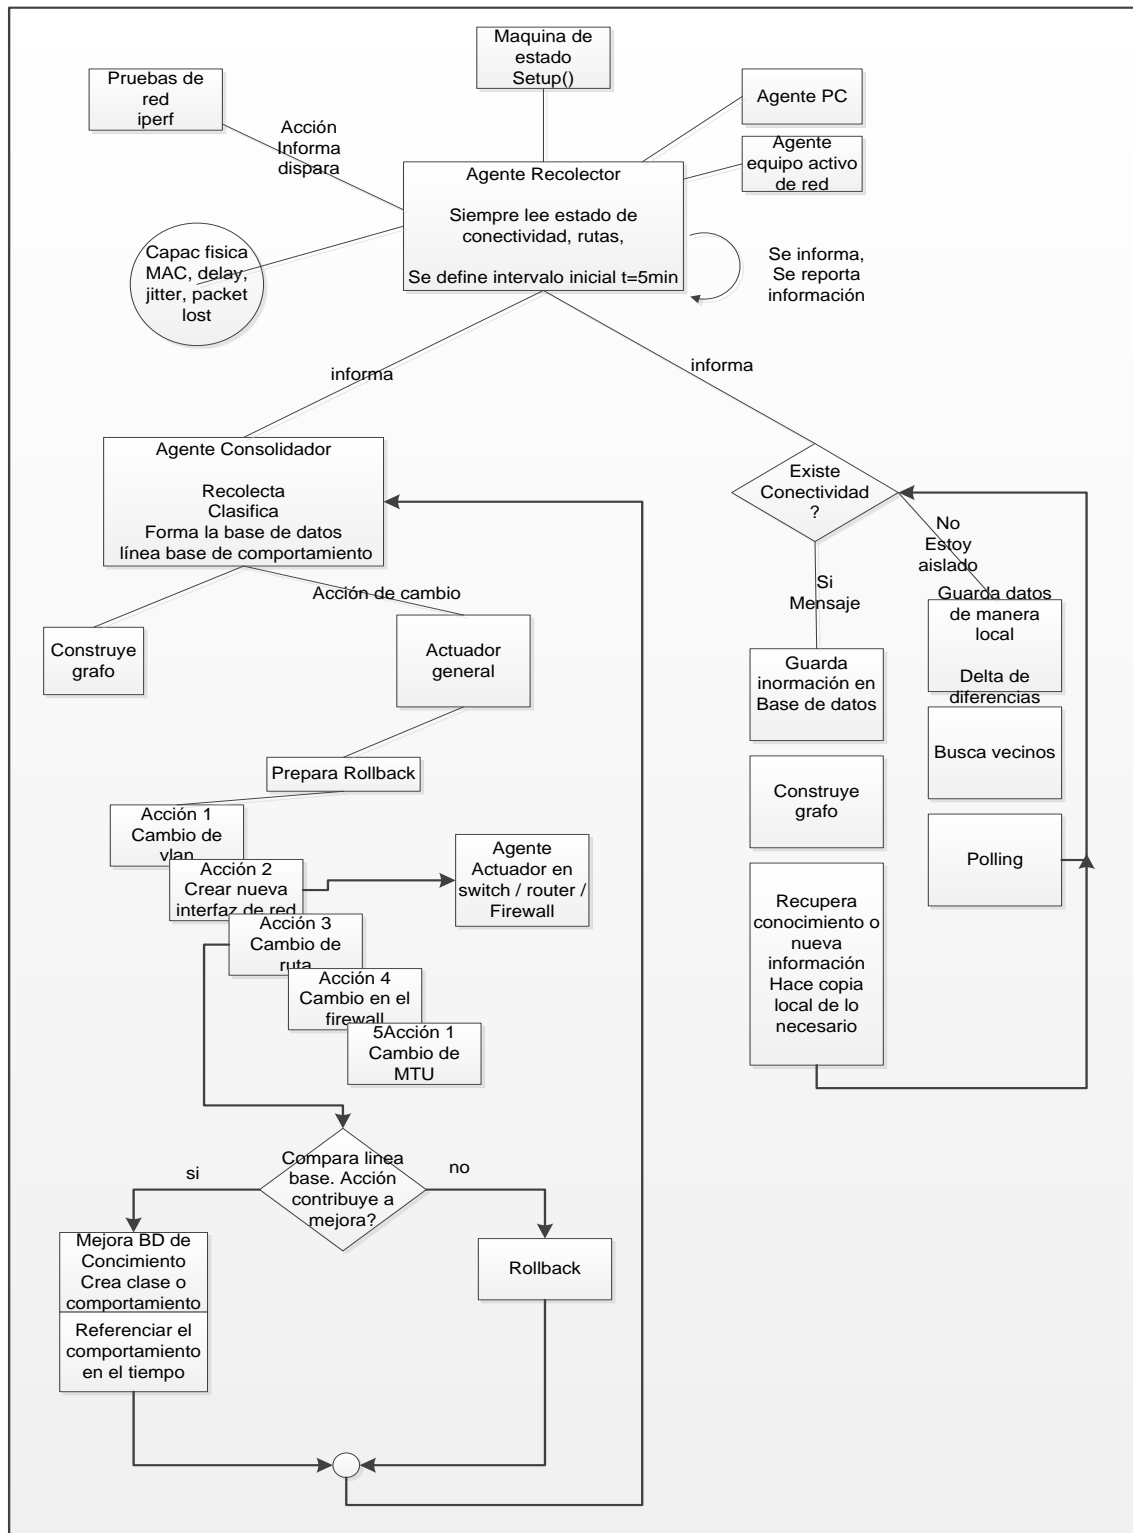 Maquina de
estado
Setup()
Pruebas de
red
iperf
Agente PC
Acción
Informa
dispara
Agente
equipo activo
de red
Agente Recolector
Siempre lee estado de
conectividad, rutas,
Se define intervalo inicial t=5min
Capac fisica
MAC, delay,
jitter, packet
lost
Se informa,
Se reporta
información
informa
informa
Agente Consolidador
Recolecta
Clasifica
Forma la base de datos
línea base de comportamiento
Existe
Conectividad
?
No
Estoy
aislado
Si
Mensaje
Acción de cambio
Construye
grafo
Actuador
general
Guarda datos
de manera
local
Delta de
diferencias
Guarda
inormación en
Base de datos
Busca vecinos
Construye
grafo
Polling
Recupera
conocimiento o
nueva
información
Hace copia
local de lo
necesario
Prepara Rollback
Acción 1
Cambio de
vlan
Acción 2
Crear nueva
interfaz de red
Agente
Actuador en
switch / router /
Firewall
Acción 3
Cambio de
ruta
Acción 4
Cambio en el
firewall
5Acción 1
Cambio de
MTU
Compara linea
base. Acción
contribuye a
mejora?
si
no
Mejora BD de
Concimiento
Crea clase o
comportamiento
Referenciar el
comportamiento
en el tiempo
Rollback